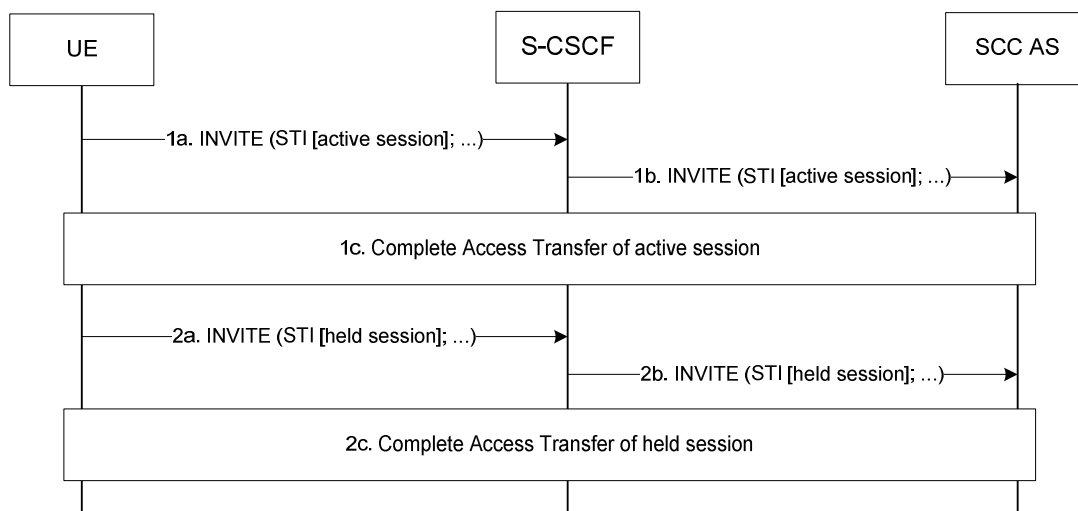 UE
S-CSCF
SCC AS
1a. INVITE (STI [active session]; ...)
1b. INVITE (STI [active session]; ...)
1c. Complete Access Transfer of active session
2a. INVITE (STI [held session]; ...)
2b. INVITE (STI [held session]; ...)
2c. Complete Access Transfer of held session